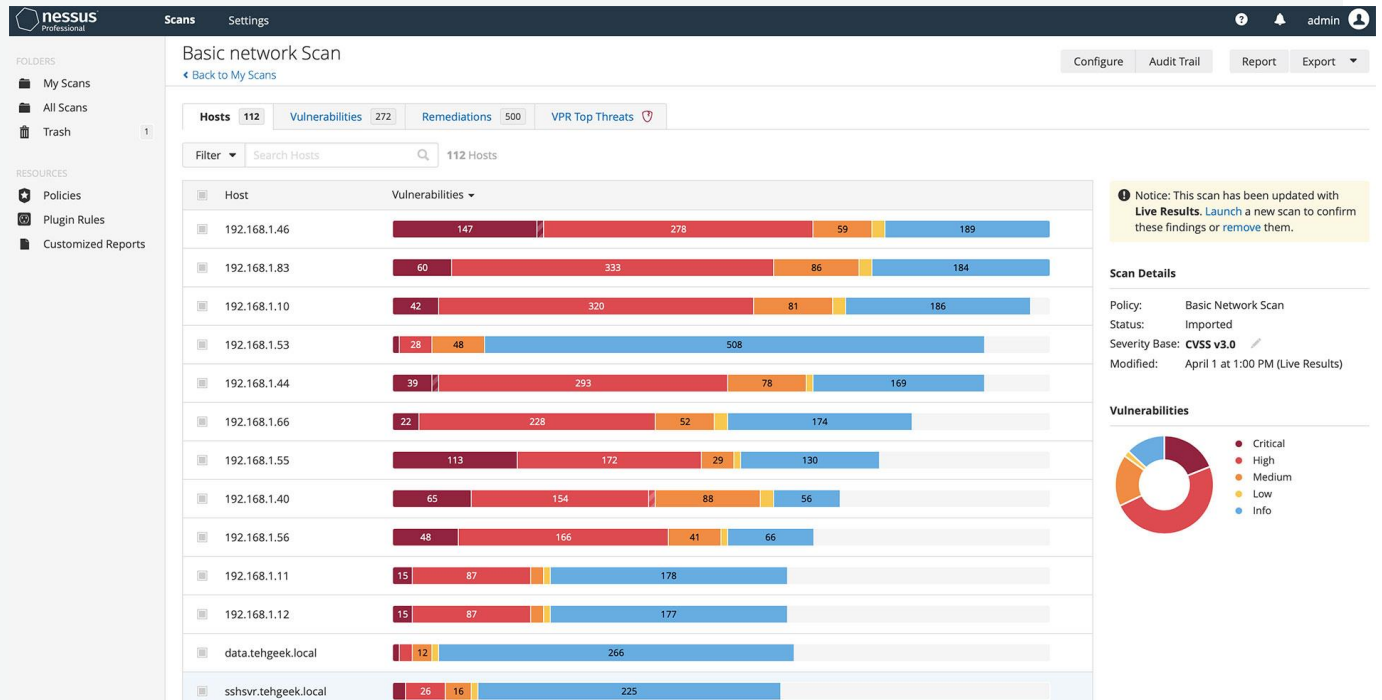 nessus
Professional
Scans Settings
? admin
FOLDERS
My Scans
All Scans
Trash 1
RESOURCES
Policies
Plugin Rules
Customized Reports
Basic network Scan
Back to My Scans
Configure Audit Trail Report Export
Hosts 112 Vulnerabilities 272 Remediations 500 VPR Top Threats
Filter Search Hosts 112 Hosts
Host Vulnerabilities
192.168.1.46 147 278 59 189
192.168.1.83 60 333 86 184
192.168.1.10 42 320 81 186
192.168.1.53 28 48 508
192.168.1.44 39 293 78 169
192.168.1.66 22 228 52 174
192.168.1.55 113 172 29 130
192.168.1.40 65 154 88 56
192.168.1.56 48 166 41 66
192.168.1.11 15 87 178
192.168.1.12 15 87 177
data.tehgeek.local 12 266
sshsvr.tehgeek.local 26 16 225
Notice: This scan has been updated with
Live Results. Launch a new scan to confirm
these findings or remove them.
Scan Details
Policy: Basic Network Scan
Status: Imported
Severity Base: CVSS v3.0
Modified: April 1 at 1:00 PM (Live Results)
Vulnerabilities
Critical
High
Medium
Low
Info